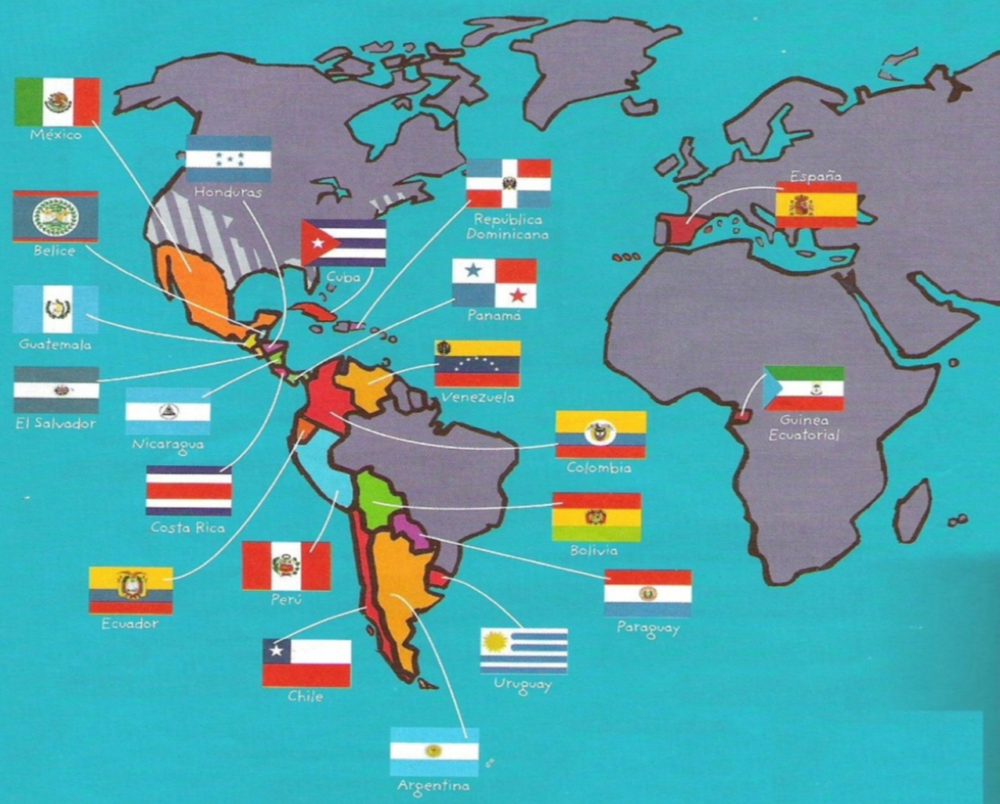 México
Honduras
España
República
Dominicana
Belice
Cuba
Panamá
Guatemala
Venezuela
El Salvador
Nicaragua
Guinea
Ecuatorial
Colombia
Costa Rica
Bolivia
Perú
Ecuador
Paraguay
Uruguay
Chile
Argentina